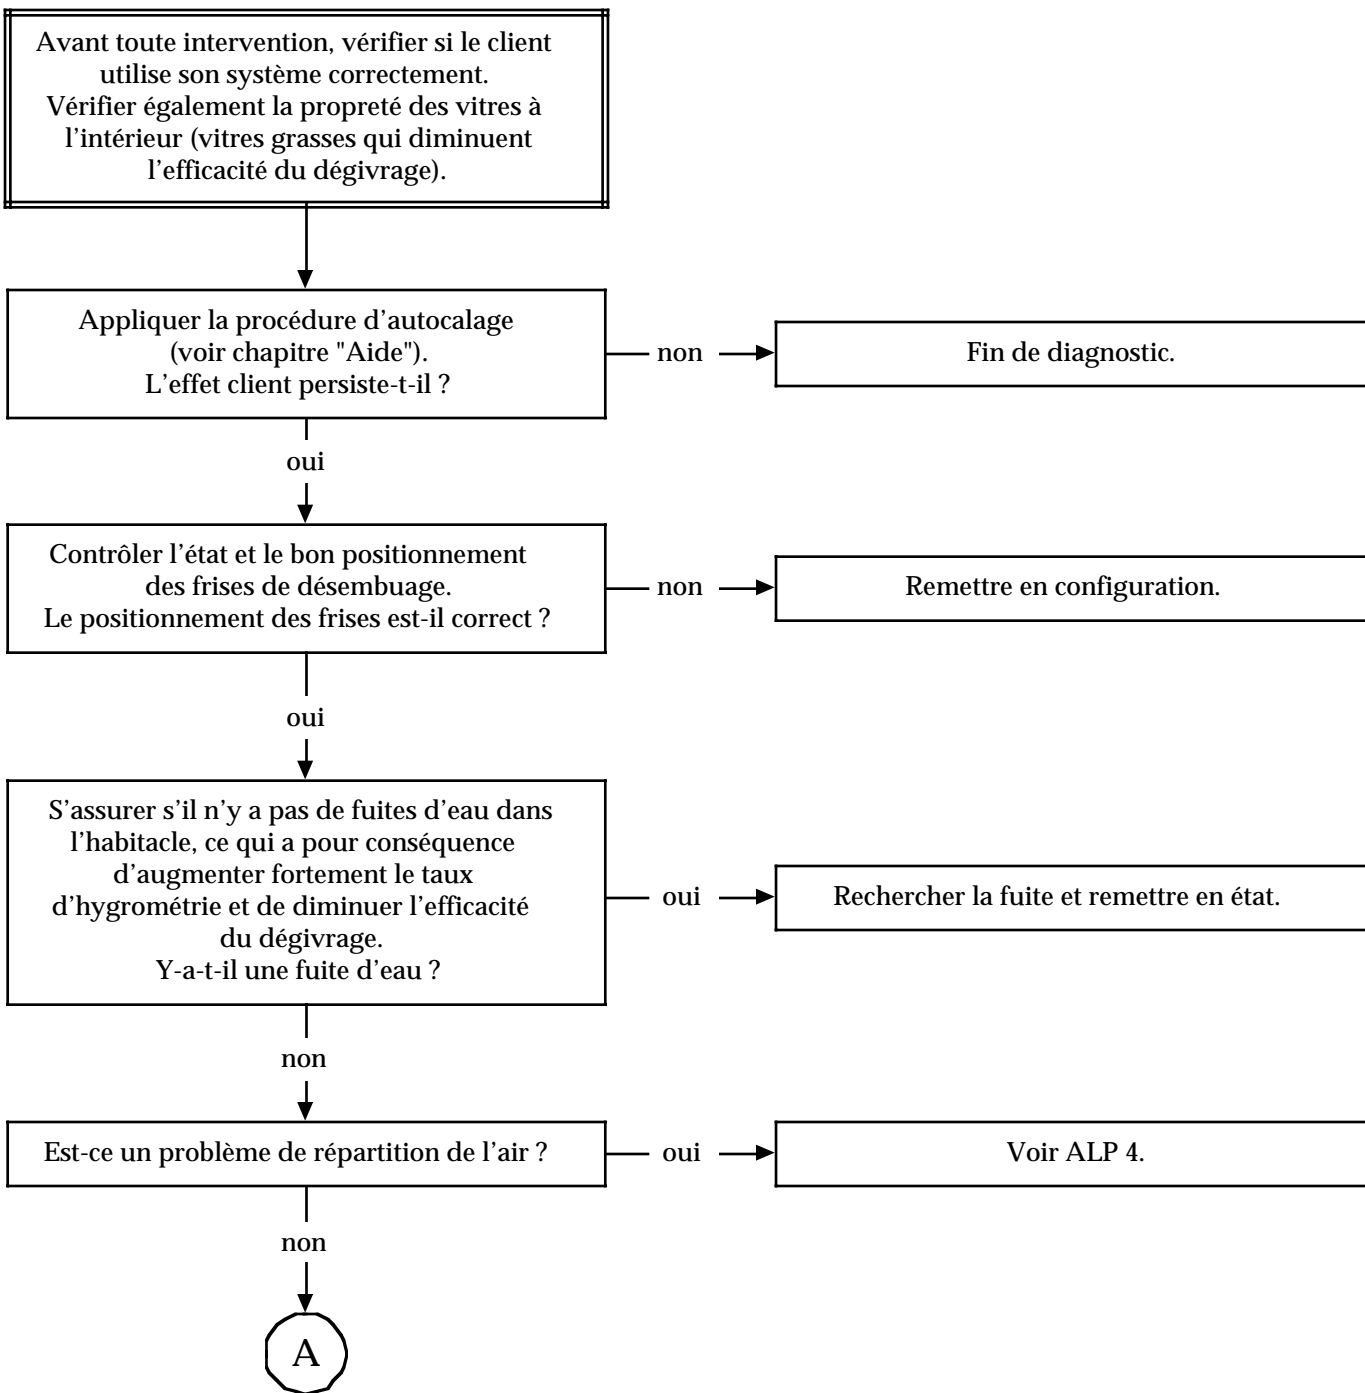 Avant toute intervention, vérifier si le client
utilise son système correctement.
Vérifier également la propreté des vitres à
l’intérieur (vitres grasses qui diminuent
l’efficacité du dégivrage).
Appliquer la procédure d’autocalage
(voir chapitre "Aide").
L’effet client persiste-t-il ?
non
Fin de diagnostic.
oui
Contrôler l’état et le bon positionnement
des frises de désembuage.
Le positionnement des frises est-il correct ?
non
Remettre en configuration.
oui
S’assurer s’il n’y a pas de fuites d’eau dans
l’habitacle, ce qui a pour conséquence
d’augmenter fortement le taux
d’hygrométrie et de diminuer l’efficacité
du dégivrage.
Y-a-t-il une fuite d’eau ?
oui
Rechercher la fuite et remettre en état.
non
Est-ce un problème de répartition de l’air ?
oui
Voir ALP 4.
non
A